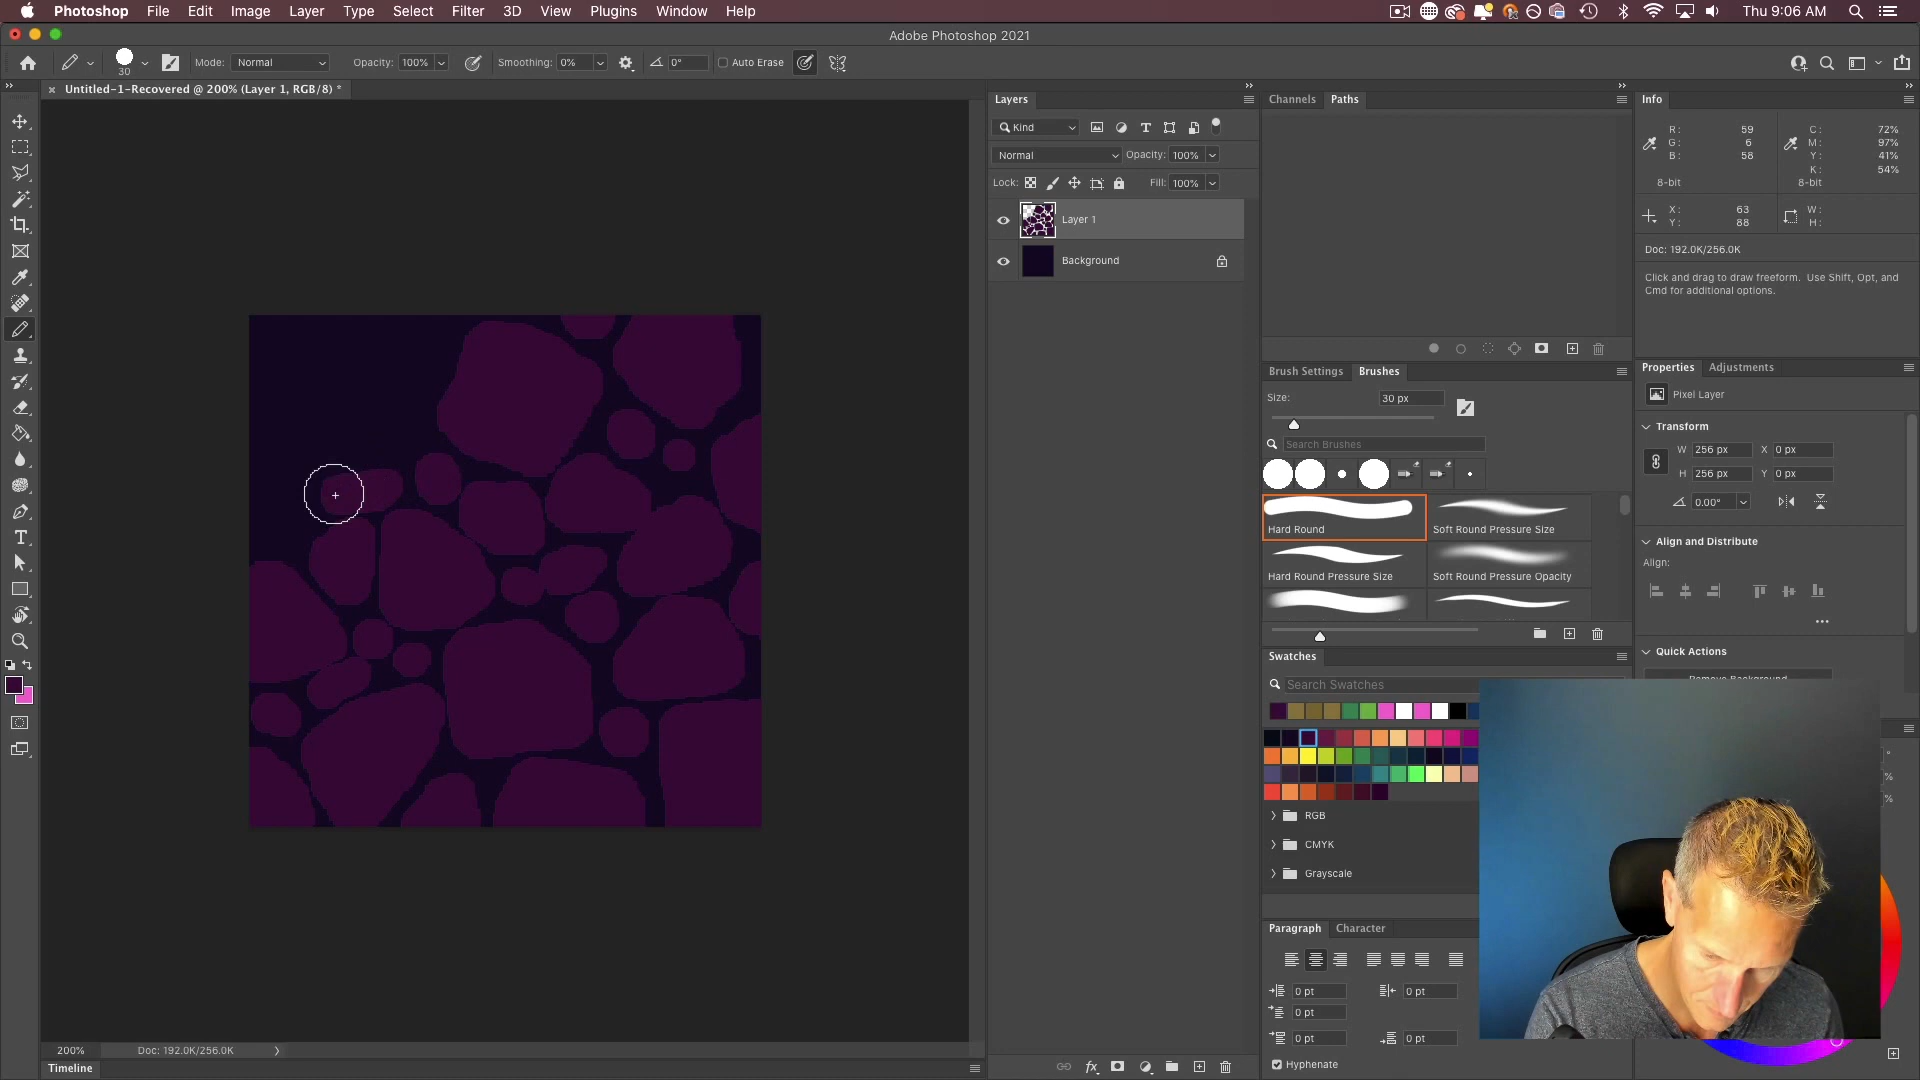 Photoshop File Edit Image Layer Type Select Filter 3D View Plugins Window Help Thu 9:06 AM
Adobe Photoshop 2021
30 Mode: Normal Opacity: 100% Smoothing: 0% 0° Auto Erase
Untitled-1-Recovered @ 200% (Layer 1, RGB/8) *
Layers
Kind
Normal Opacity: 100%
Lock: Fill: 100%
Layer 1
Background
Channels Paths
Info
R: 59
G: 6
B: 58
8-bit
C: 72%
M: 97%
Y: 41%
K: 54%
8-bit
X: 63
Y: 88
W:
H:
Doc: 192.0K/256.0K
Click and drag to draw freeform. Use Shift, Opt, and
Cmd for additional options.
Brush Settings Brushes
Size: 30 px
Search Brushes
Hard Round
Soft Round Pressure Size
Hard Round Pressure Size
Soft Round Pressure Opacity
Properties Adjustments
Pixel Layer
Transform
W 256 px X 0 px
H 256 px Y 0 px
0.00°
Align and Distribute
Align:
Quick Actions
Remove Background
Swatches
Search Swatches
RGB
CMYK
Grayscale
Paragraph Character
0 pt 0 pt
0 pt
0 pt 0 pt
Hyphenate
200% Doc: 192.0K/256.0K
Timeline